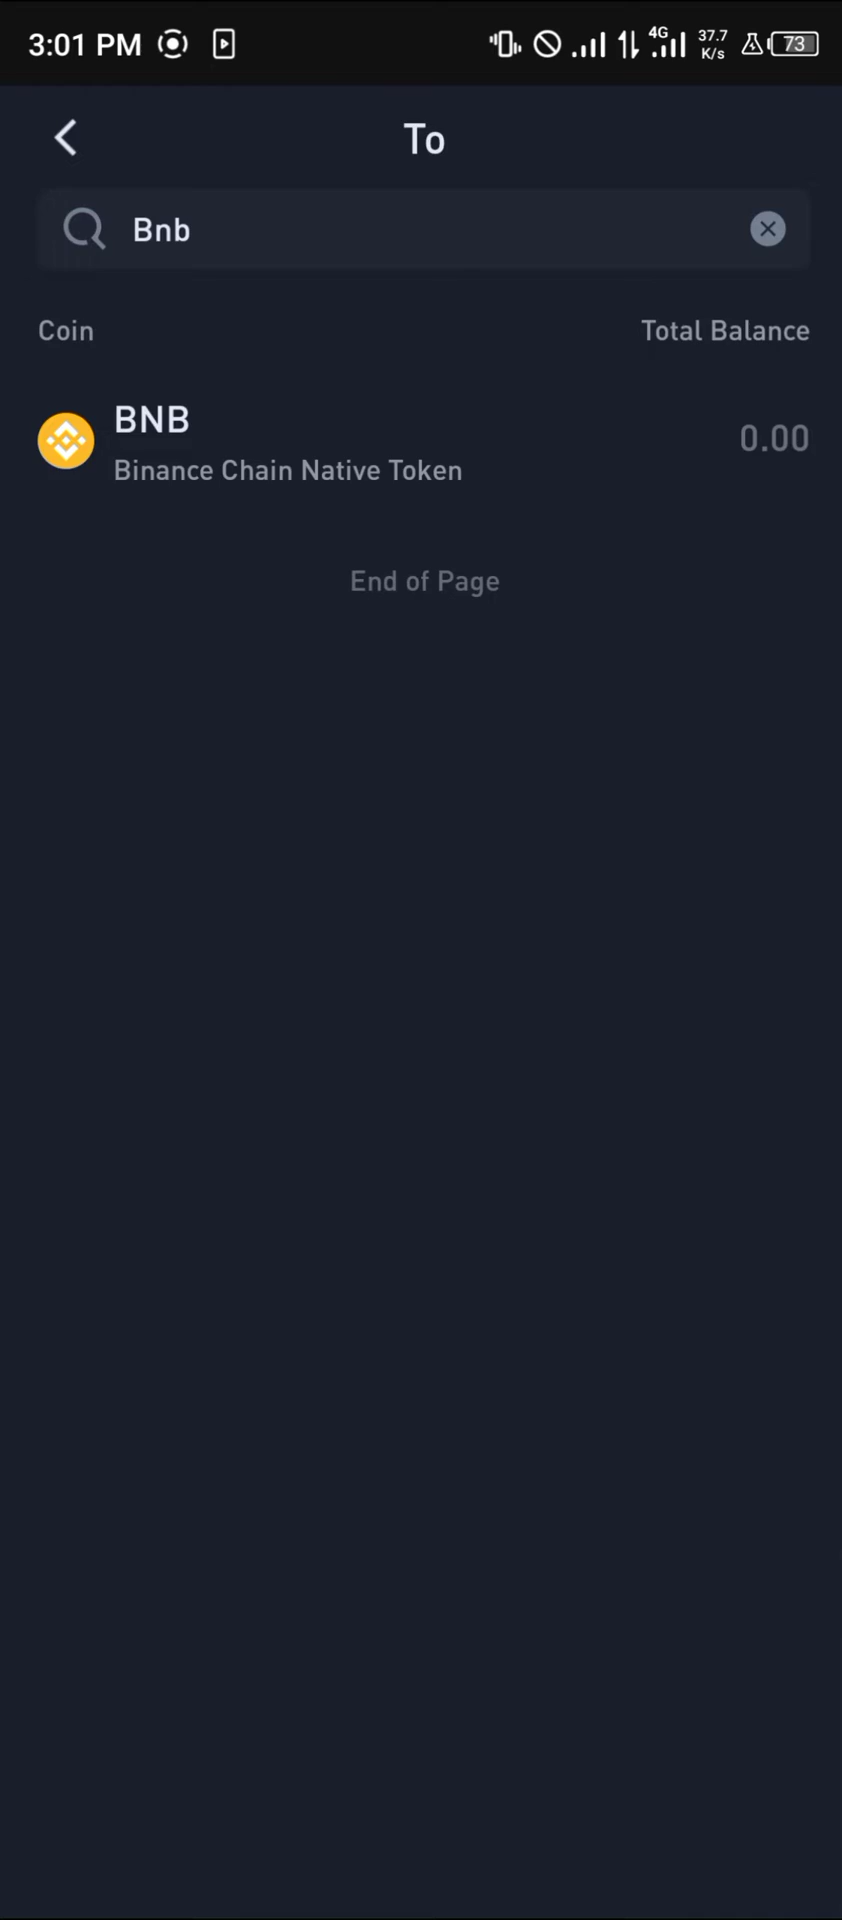 3:01 PM 4G 37.7 K/s 73
To
Bnb
Coin Total Balance
BNB
Binance Chain Native Token
0.00
End of Page